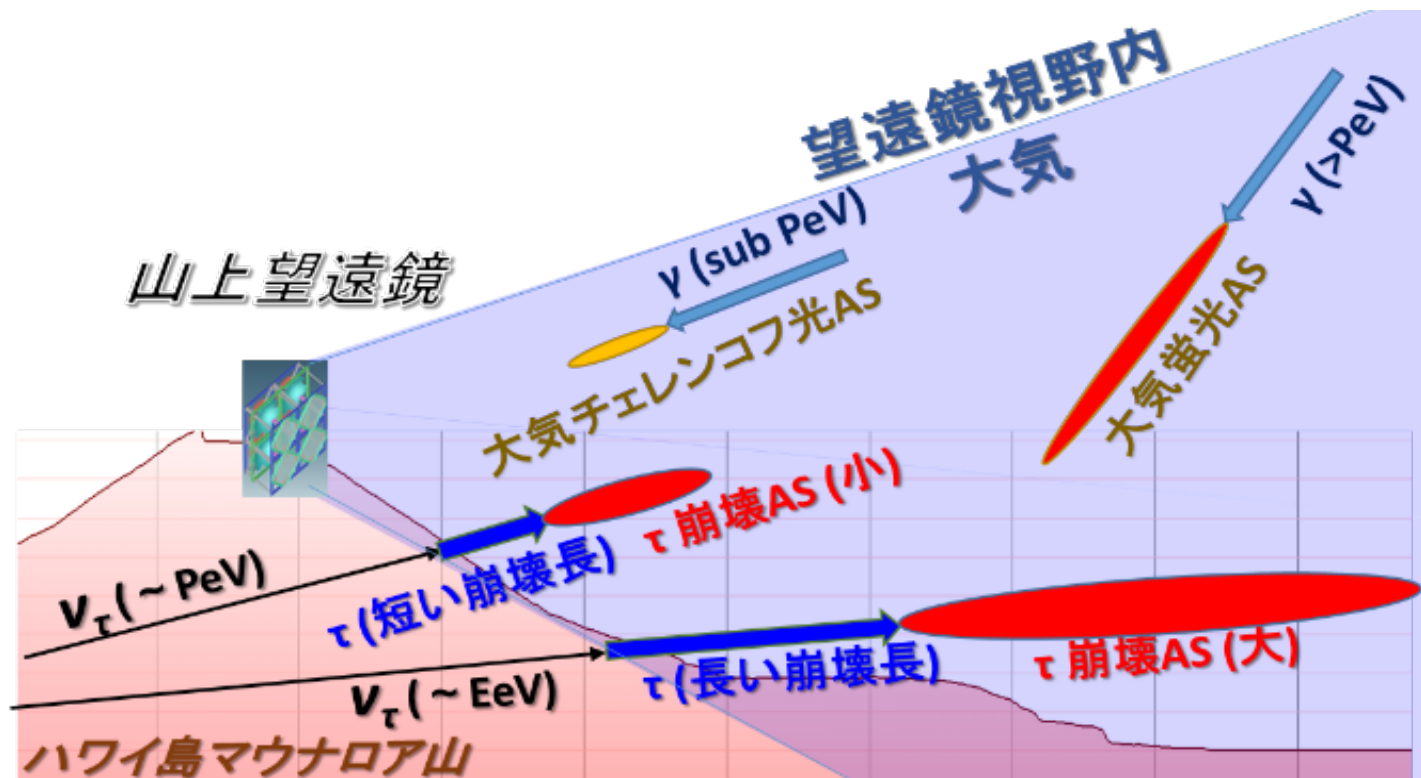 望遠鏡視野内
大気
γ (>PeV)
γ (sub PeV)
山上望遠鏡
大気チェレンコフ光AS
大気蛍光AS
τ 崩壊AS (小)
ντ (~ PeV)
τ (短い崩壊長)
τ (長い崩壊長)
τ 崩壊AS (大)
ντ (~ EeV)
ハワイ島マウナロア山